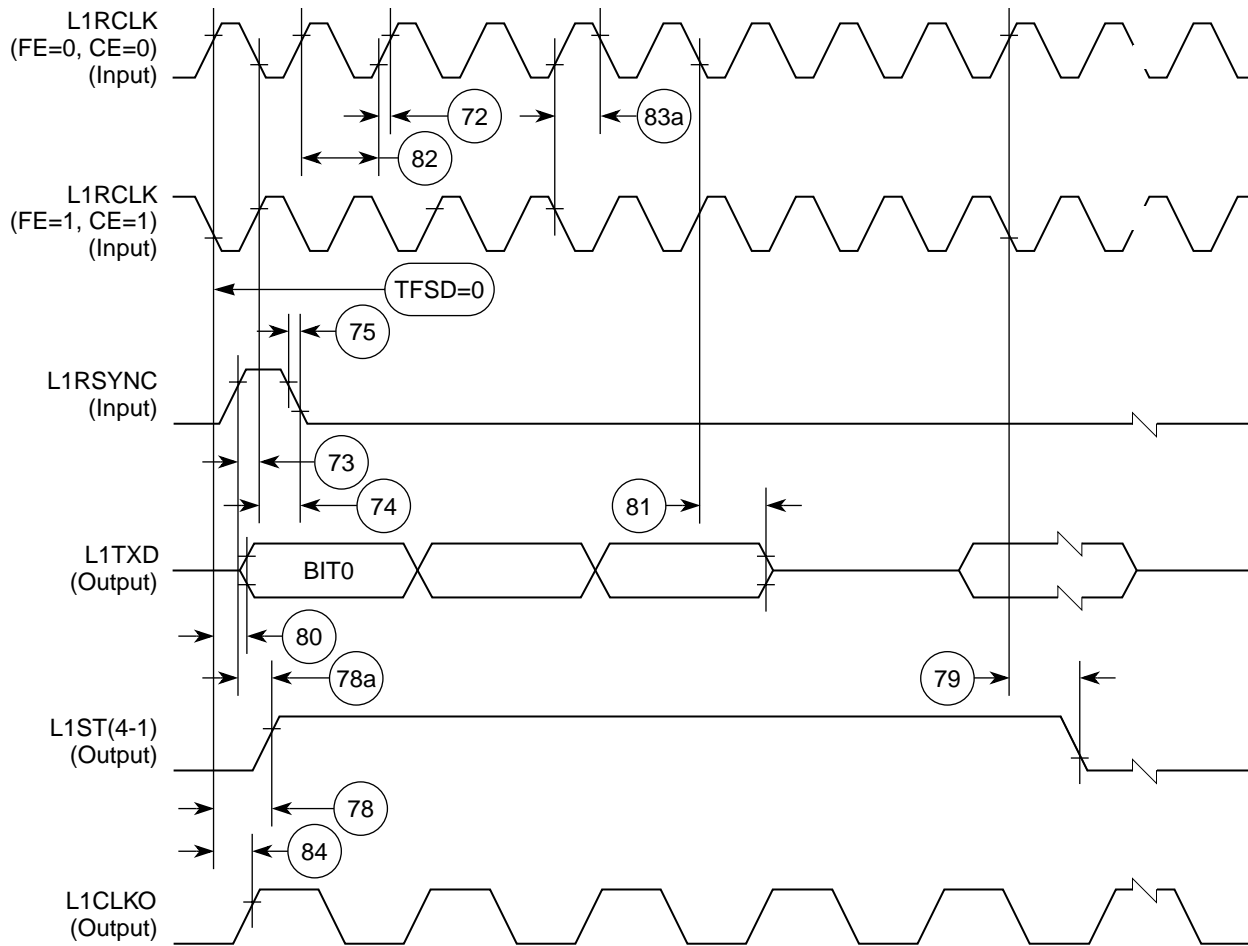 L1RCLK
(FE=0, CE=0)
(Input)
72
83a
82
L1RCLK
(FE=1, CE=1)
(Input)
TFSD=0
75
L1RSYNC
(Input)
73
74
81
L1TXD
(Output)
BIT0
80
78a
79
L1ST(4-1)
(Output)
78
84
L1CLKO
(Output)